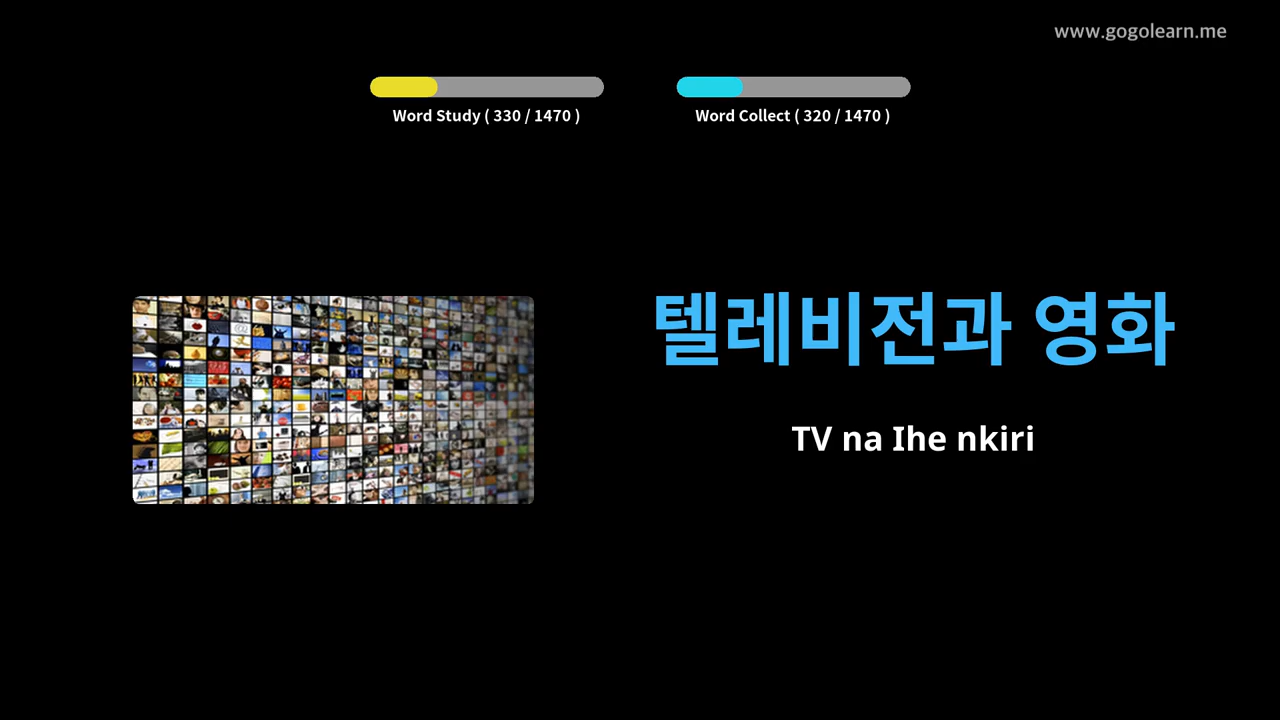 www.gogolearn.me
Word Study ( 330 / 1470 )
Word Collect ( 320 / 1470 )
텔레비전과 영화
TV na Ihe nkiri